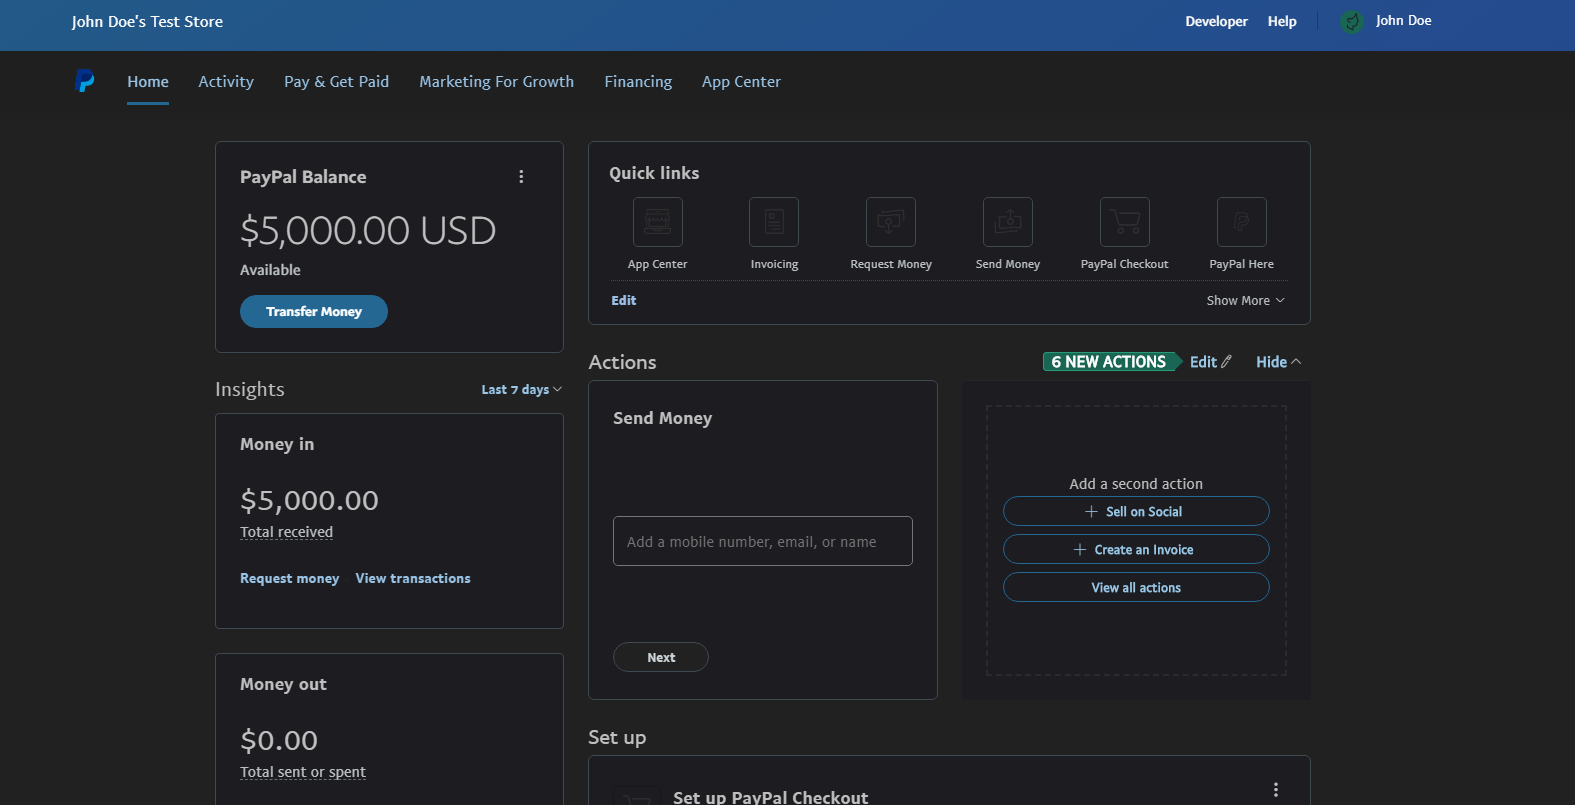 John Doe's Test Store
Developer Help John Doe
Home Activity Pay & Get Paid Marketing For Growth Financing App Center
PayPal Balance
$5,000.00 USD
Available
Transfer Money
Quick links
App Center Invoicing Request Money Send Money PayPal Checkout PayPal Here
Edit Show More
Insights Last 7 days
Money in
$5,000.00
Total received
Request money View transactions
Money out
$0.00
Total sent or spent
Actions 6 NEW ACTIONS Edit Hide
Send Money
Add a mobile number, email, or name
Next
Add a second action
Sell on Social
Create an Invoice
View all actions
Set up
Set up PayPal Checkout